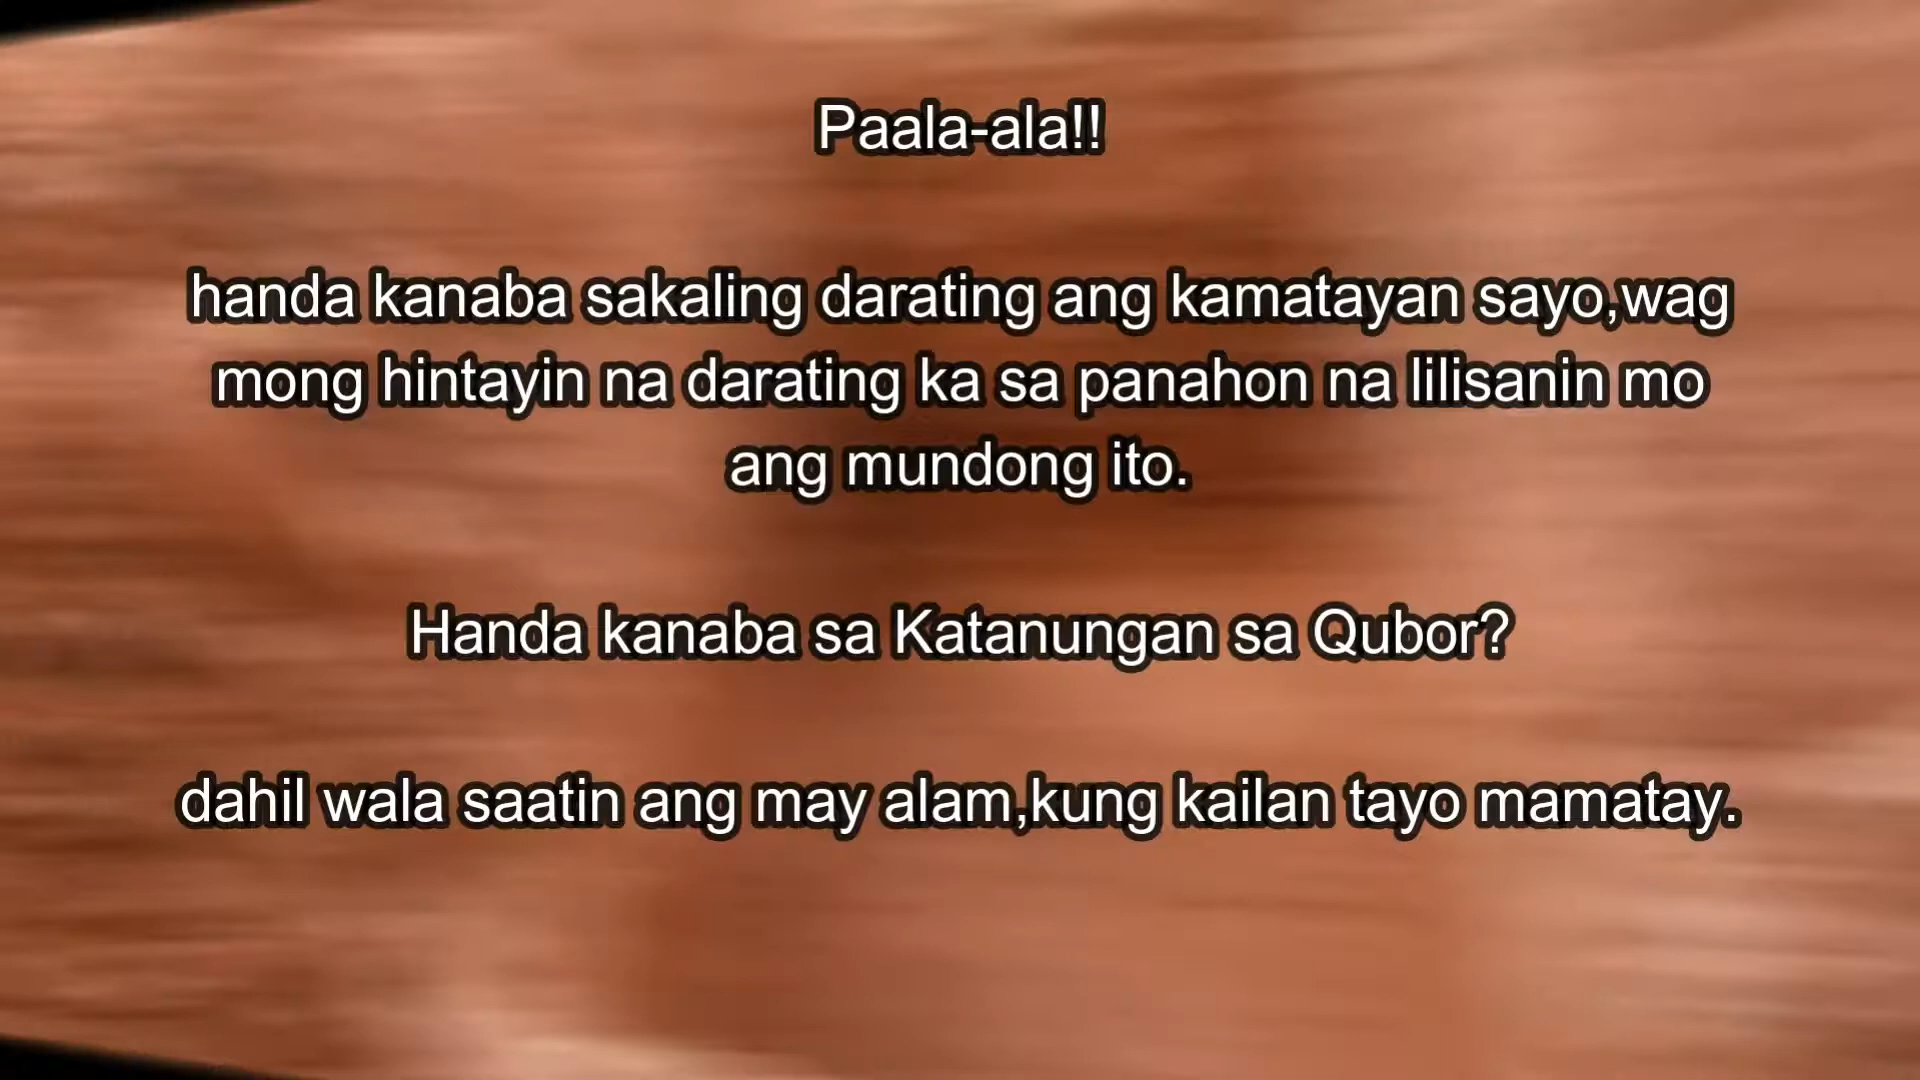 Paala-ala!!
handa kanaba sakaling darating ang kamatayan sayo,wag
mong hintayin na darating ka sa panahon na lilisanin mo
ang mundong ito.
Handa kanaba sa Katanungan sa Qubor?
dahil wala saatin ang may alam,kung kailan tayo mamatay.